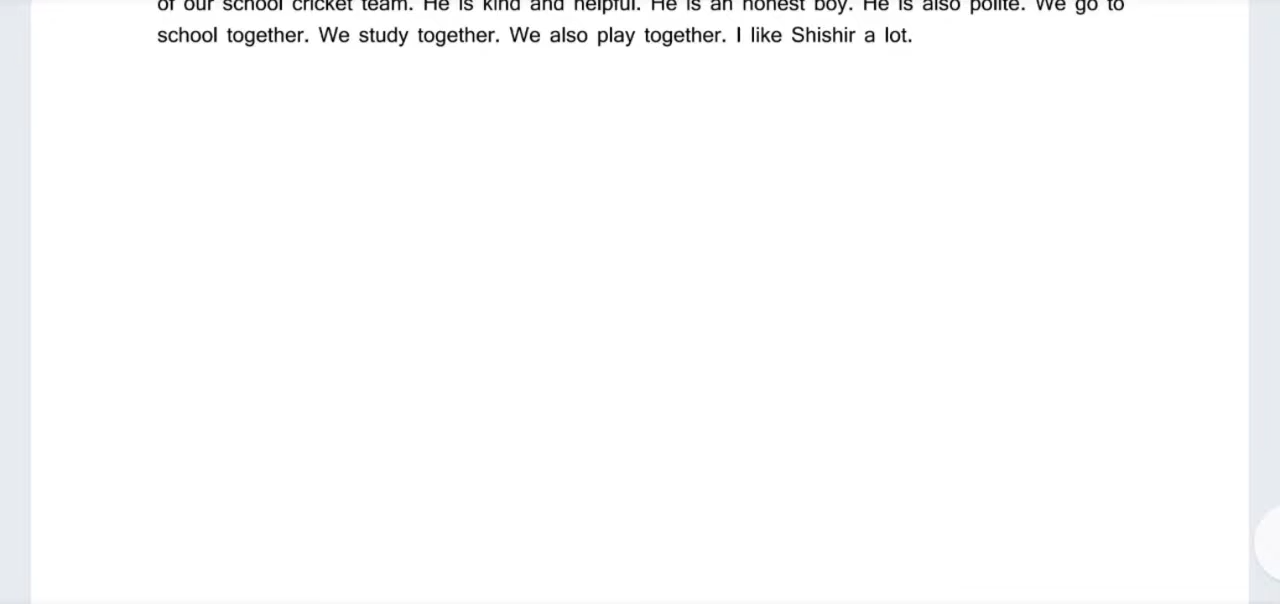 of our school cricket team. He is kind and helpful. He is an honest boy. He is also polite. We go to
school together. We study together. We also play together. I like Shishir a lot.